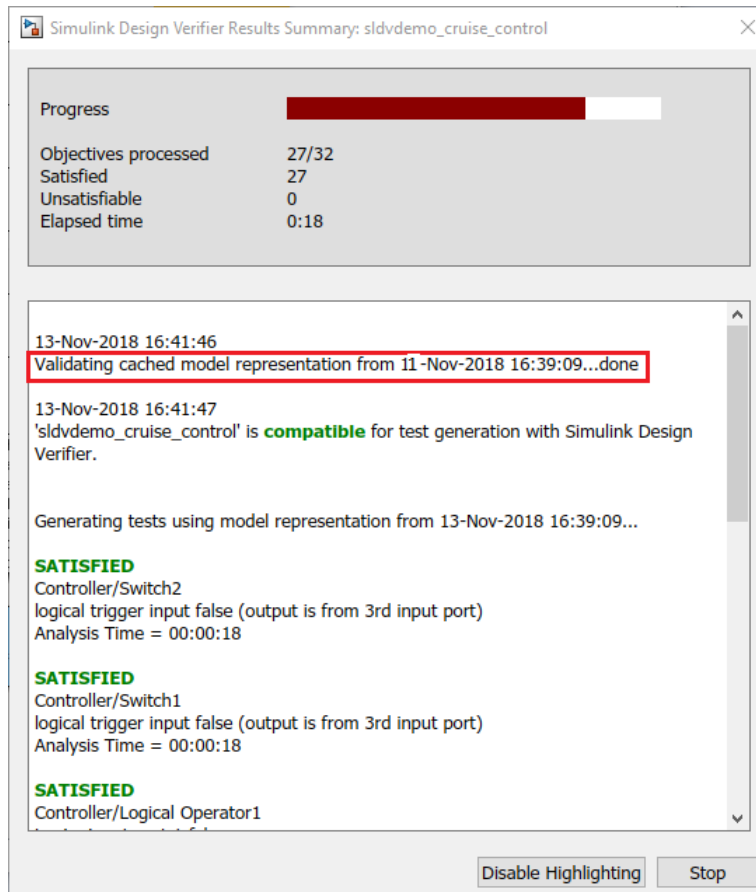 Simulink Design Verifier Results Summary: sldvdemo_cruise_control
Progress
Objectives processed 27/32
Satisfied 27
Unsatisfiable 0
Elapsed time 0:18
13-Nov-2018 16:41:46
Validating cached model representation from 11-Nov-2018 16:39:09...done
13-Nov-2018 16:41:47
'sldvdemo_cruise_control' is compatible for test generation with Simulink Design
Verifier.
Generating tests using model representation from 13-Nov-2018 16:39:09...
SATISFIED
Controller/Switch2
logical trigger input false (output is from 3rd input port)
Analysis Time = 00:00:18
SATISFIED
Controller/Switch1
logical trigger input false (output is from 3rd input port)
Analysis Time = 00:00:18
SATISFIED
Controller/Logical Operator1
Disable Highlighting Stop